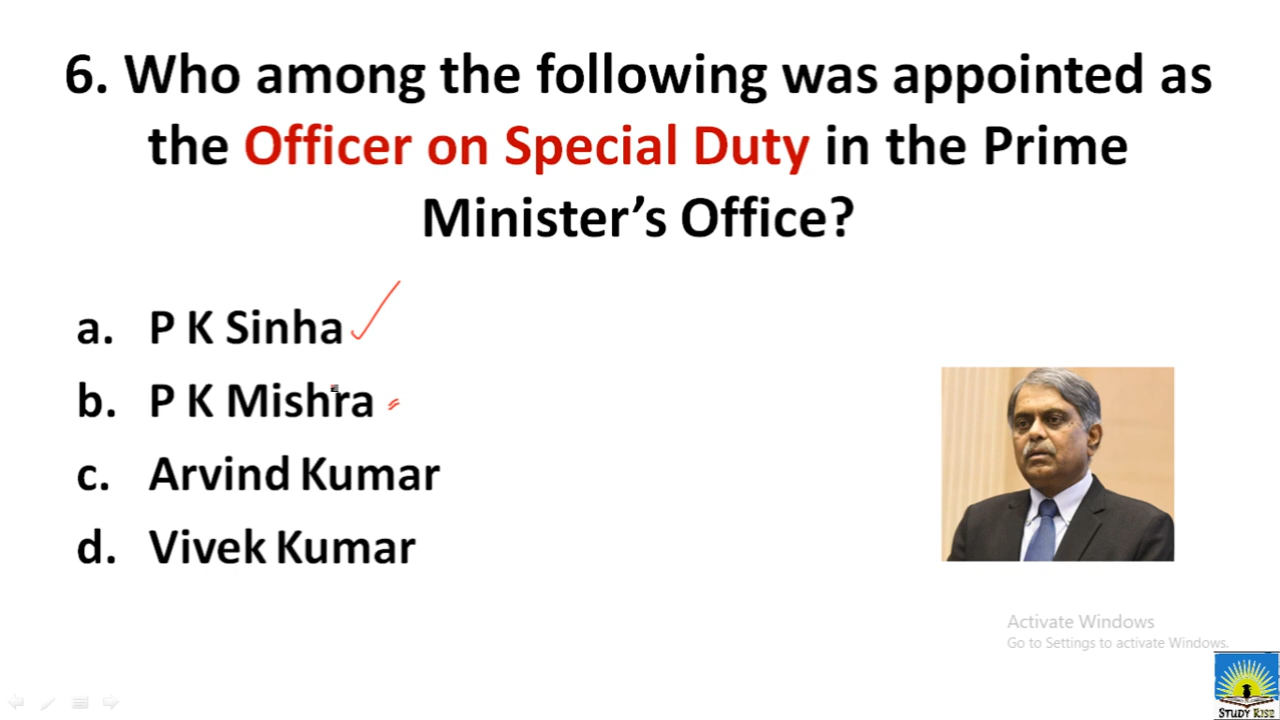 6. Who among the following was appointed as
the Officer on Special Duty in the Prime
Minister’s Office?
a. P K Sinha
b. P K Mishra
c. Arvind Kumar
d. Vivek Kumar
Activate Windows
Go to Settings to activate Windows.
STUDY RISE